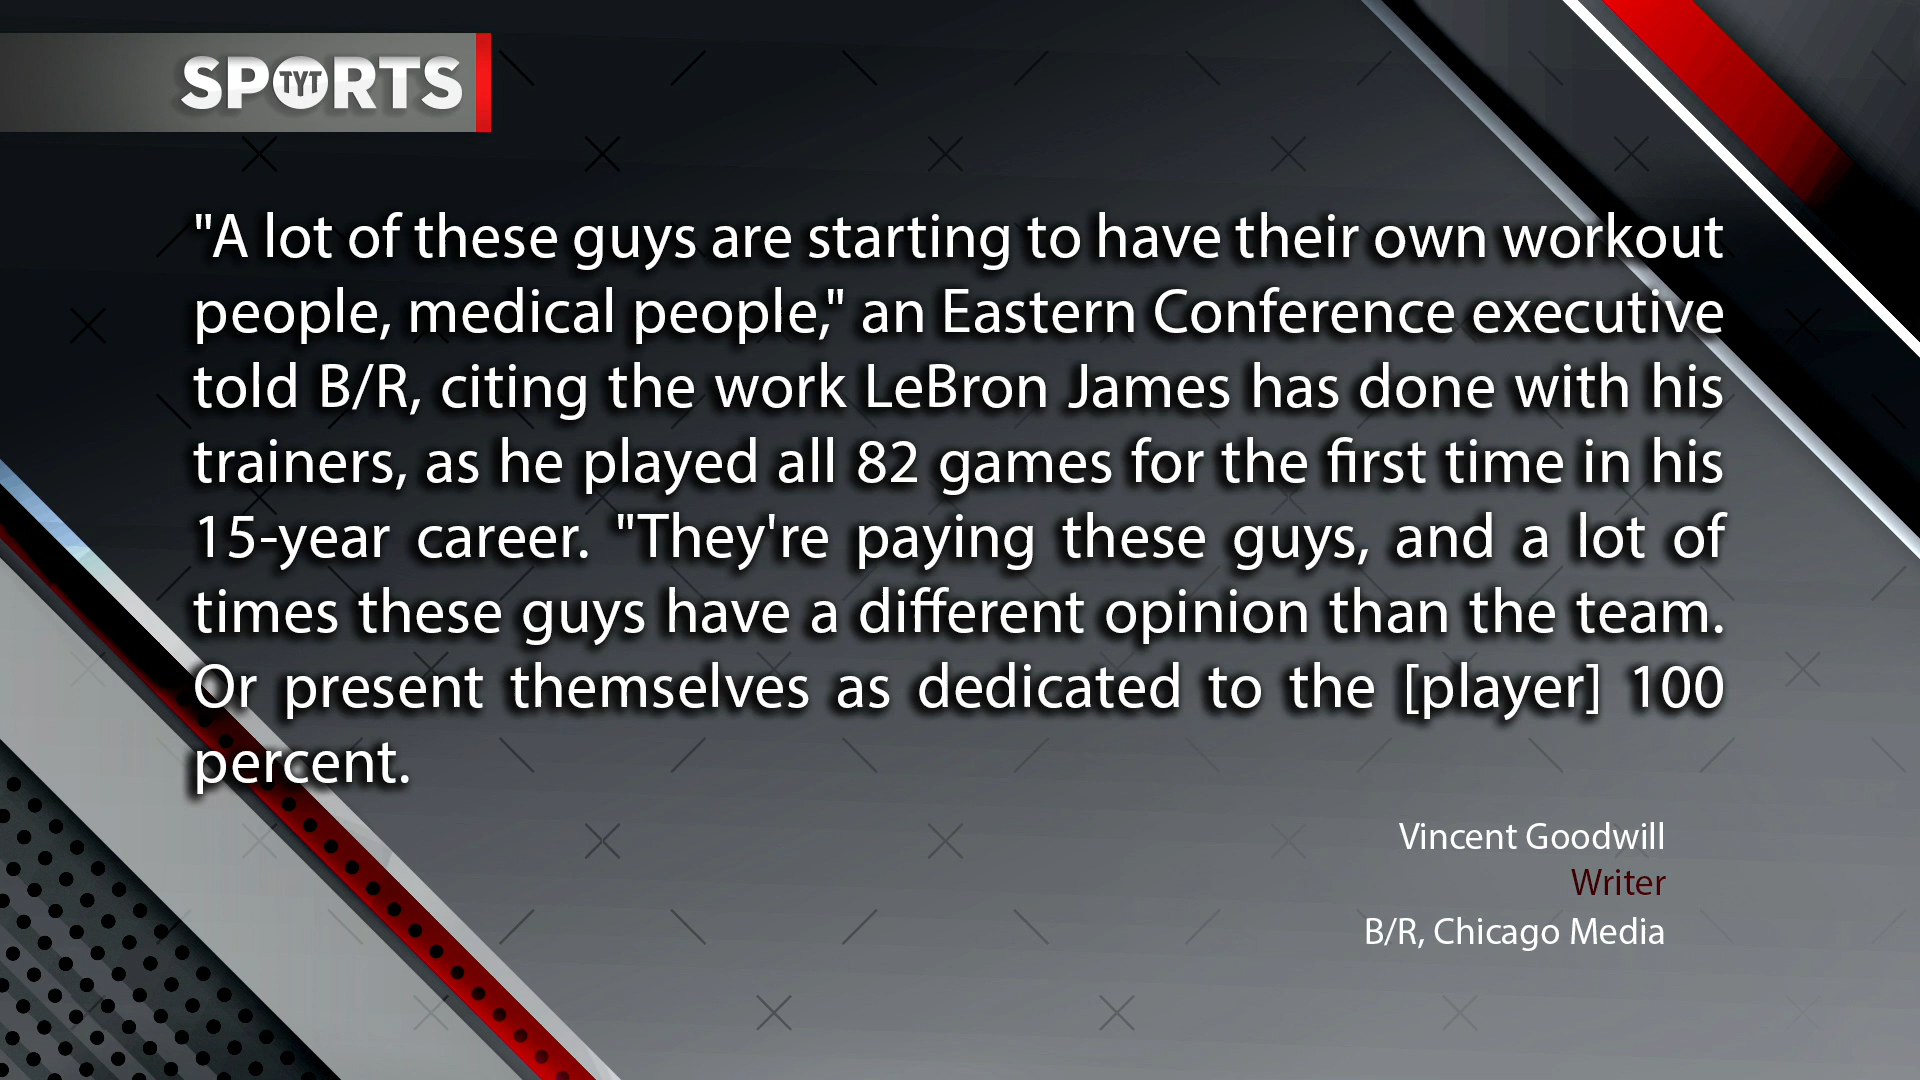 SPORTS
TYT
"A lot of these guys are starting to have their own workout
people, medical people," an Eastern Conference executive
told B/R, citing the work LeBron James has done with his
trainers, as he played all 82 games for the first time in his
15-year career. "They're paying these guys, and a lot of
times these guys have a different opinion than the team.
Or present themselves as dedicated to the [player] 100
percent.
Vincent Goodwill
Writer
B/R, Chicago Media